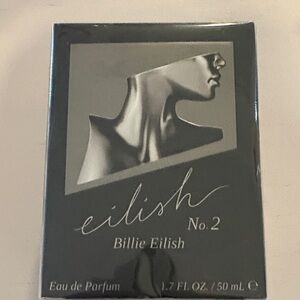 eilish
No. 2
Billie Eilish
Eau de Parfum
1.7 FL OZ. / 50 mL ℮